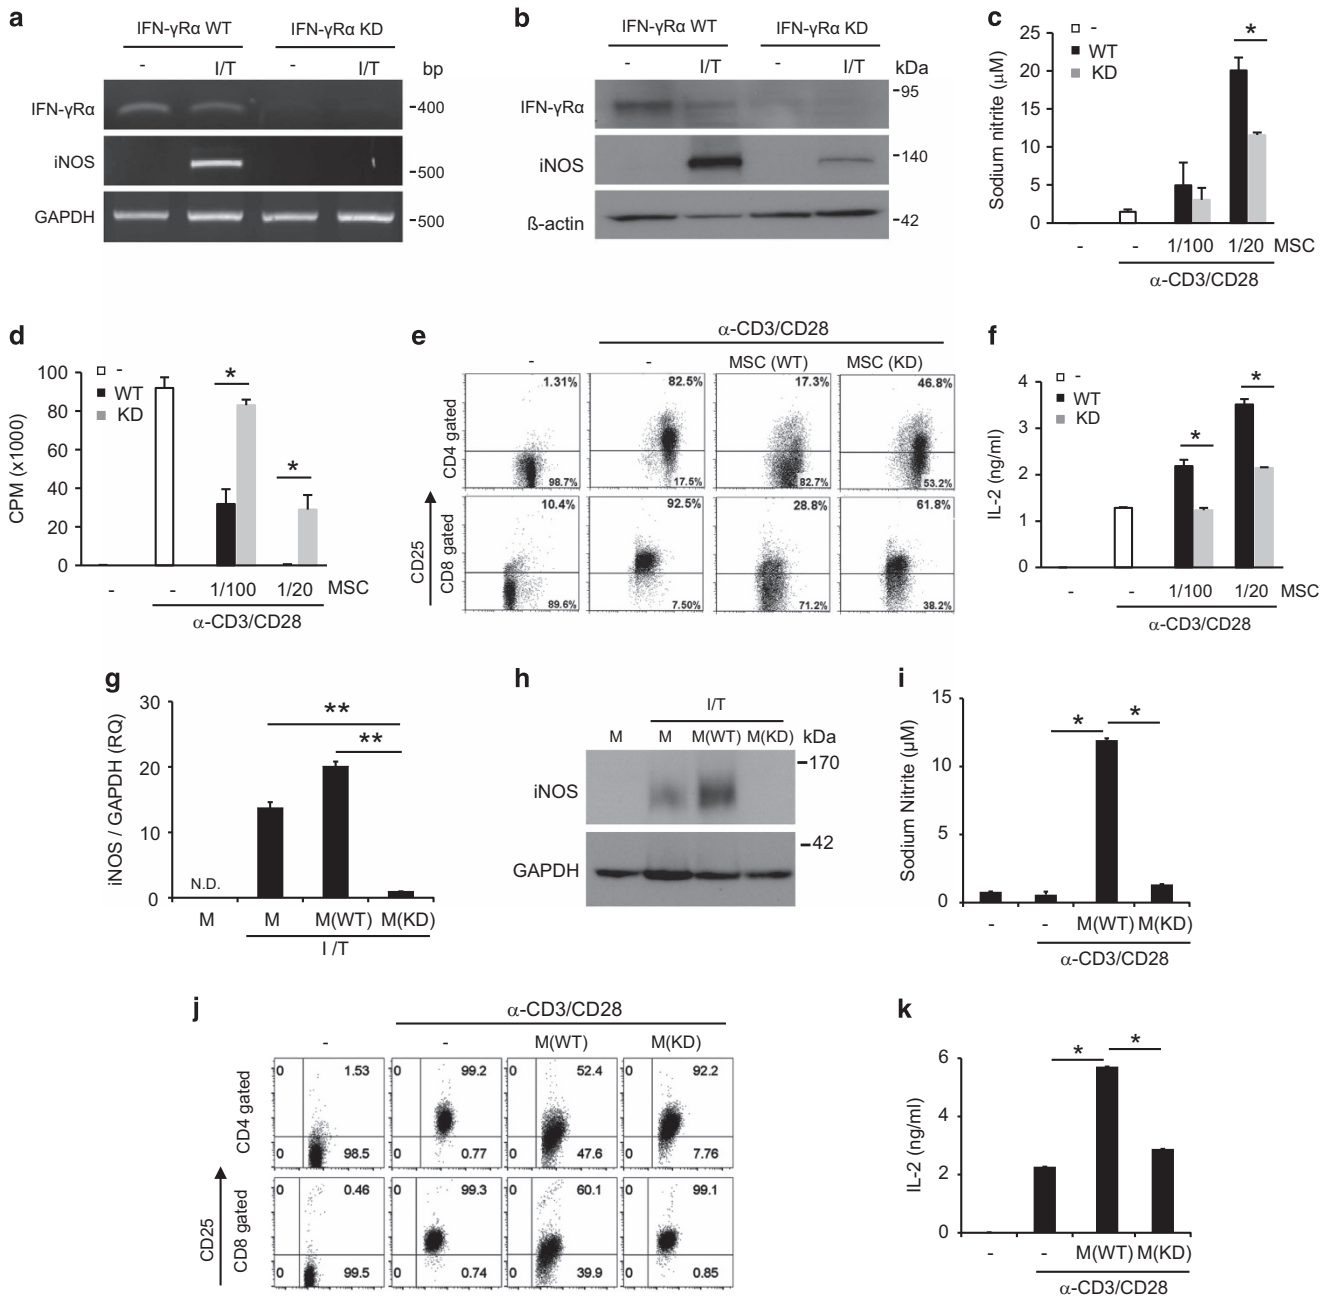 a
IFN-γRα WT
IFN-γRα KD
-
I/T
-
I/T
bp
IFN-γRα
-400
iNOS
-500
GAPDH
-500
b
IFN-γRα WT
IFN-γRα KD
-
I/T
-
I/T
kDa
-95
IFN-γRα
iNOS
-140
ß-actin
-42
c
-
WT
KD
*
Sodium nitrite (µM)
25
20
15
10
5
0
-
-
1/100
1/20
MSC
α-CD3/CD28
d
-
WT
KD
*
*
CPM (x1000)
100
80
60
40
20
0
-
-
1/100
1/20
MSC
α-CD3/CD28
e
α-CD3/CD28
-
-
MSC (WT)
MSC (KD)
CD4 gated
1.31%
82.5%
17.3%
46.8%
98.7%
17.5%
82.7%
53.2%
CD25
CD8 gated
10.4%
92.5%
28.8%
61.8%
89.6%
7.50%
71.2%
38.2%
f
-
WT
KD
*
*
IL-2 (ng/ml)
4
3
2
1
0
-
-
1/100
1/20
MSC
α-CD3/CD28
g
iNOS / GAPDH (RQ)
30
20
10
0
**
**
N.D.
M
M
M(WT)
M(KD)
I /T
h
I/T
M
M
M(WT)
M(KD)
kDa
-170
iNOS
-42
GAPDH
i
Sodium Nitrite (µM)
15
10
5
0
*
*
-
-
M(WT)
M(KD)
α-CD3/CD28
j
α-CD3/CD28
-
-
M(WT)
M(KD)
CD4 gated
0
1.53
0
99.2
0
52.4
0
92.2
0
98.5
0
0.77
0
47.6
0
7.76
CD25
CD8 gated
0
0.46
0
99.3
0
60.1
0
99.1
0
99.5
0
0.74
0
39.9
0
0.85
k
IL-2 (ng/ml)
6
4
2
0
*
*
-
-
M(WT)
M(KD)
α-CD3/CD28